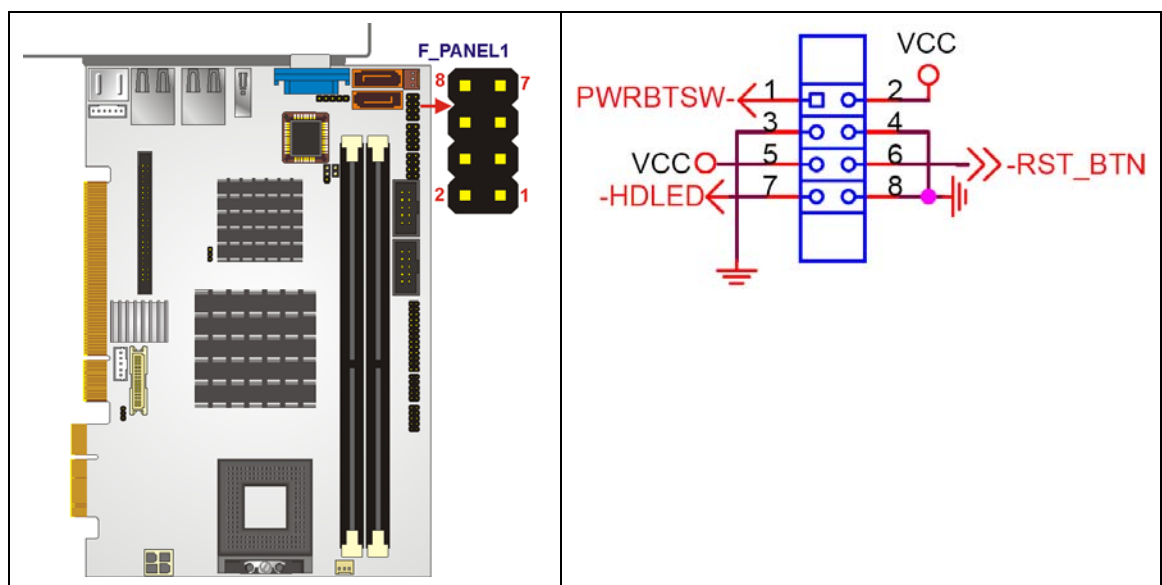 F_PANEL1
8 7
2 1
VCC
PWRBTSW- 1 2
3 4
VCC 5 6 -RST_BTN
-HDLED 7 8